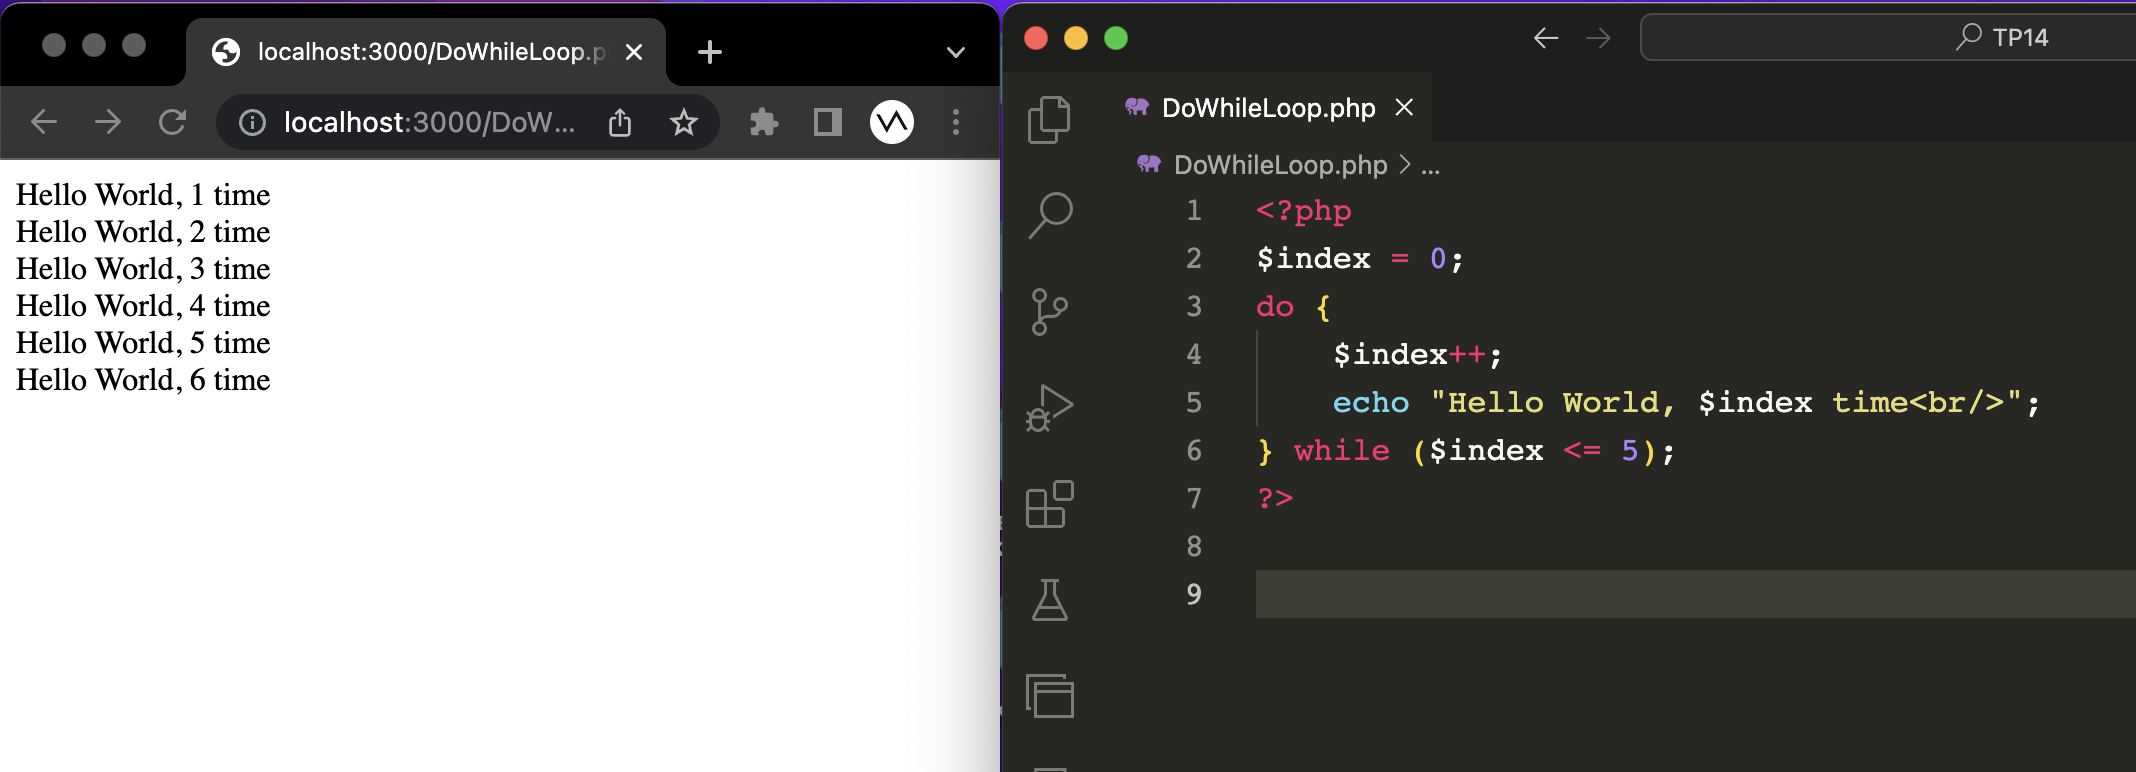 localhost:3000/DoWhileLoop.p
localhost:3000/DoW...
Hello World, 1 time
Hello World, 2 time
Hello World, 3 time
Hello World, 4 time
Hello World, 5 time
Hello World, 6 time
TP14
DoWhileLoop.php
DoWhileLoop.php > ...
1 <?php
2 $index = 0;
3 do {
4 $index++;
5 echo "Hello World, $index time<br/>";
6 } while ($index <= 5);
7 ?>
8
9